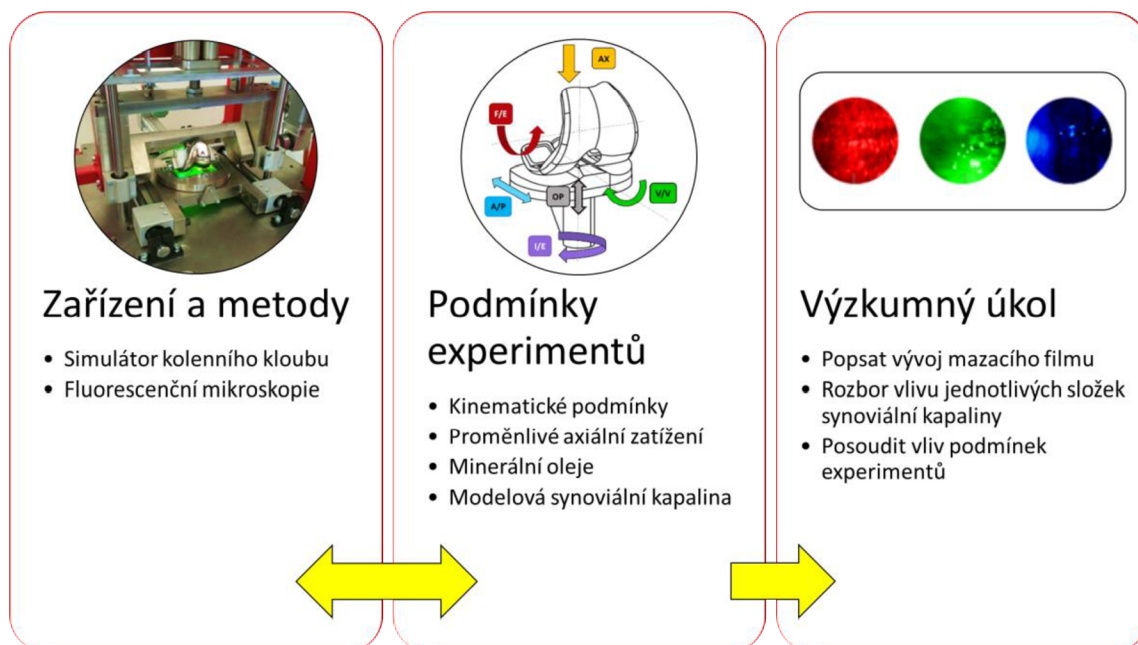 AX
F/E
A/P
OP
V/V
I/E
Zařízení a metody
• Simulátor kolenního kloubu
• Fluorescenční mikroskopie
Podmínky
experimentů
• Kinematické podmínky
• Proměnlivé axiální zatížení
• Minerální oleje
• Modelová synoviální kapalina
Výzkumný úkol
• Popsat vývoj mazacího filmu
• Rozbor vlivu jednotlivých složek
synoviální kapaliny
• Posoudit vliv podmínek
experimentů